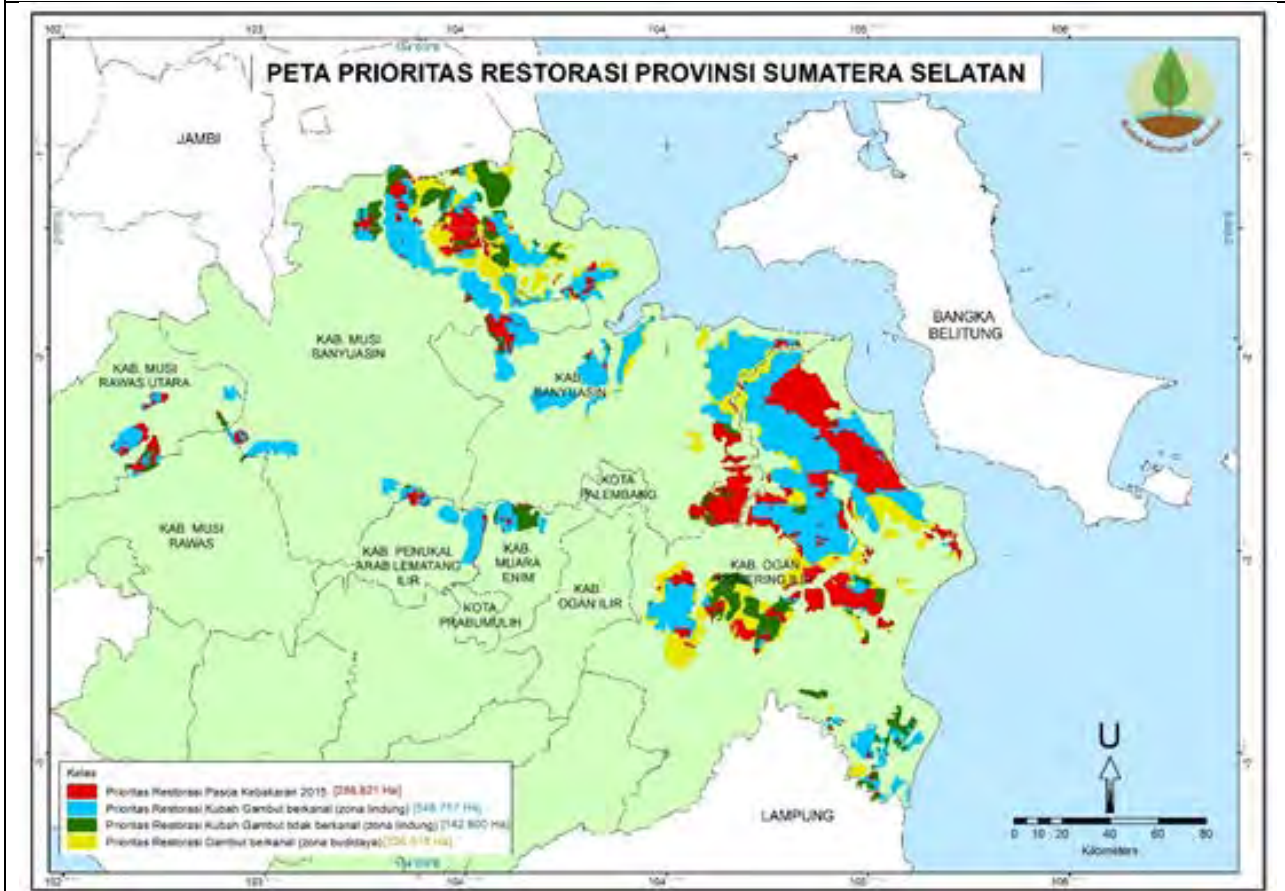 102 103 104 105 106
PETA PRIORITAS RESTORASI PROVINSI SUMATERA SELATAN
JAMBI
BANGKA
BELITUNG
KAB. MUSI
BANYUASIN
KAB. MUSI
RAWAS UTARA
KAB.
BANYUASIN
KOTA
PALEMBANG
KAB. MUSI
RAWAS
KAB. PENUKAL
ARAB LEMATANG
ILIR
KAB.
MUARA
ENIM
KAB.
OGAN ILIR
KAB. OGAN
KOTA
PRABUMULIH
LAMPUNG
U
Kelas
Prioritas Restorasi Pasca Kebakaran 2015
Prioritas Restorasi Kubah Gambut berkanal (zona lindung)
Prioritas Restorasi Kubah Gambut tidak berkanal (zona lindung)
Prioritas Restorasi Gambut berkanal (zona budidaya)
0 10 20 40 60 80
Kilometers